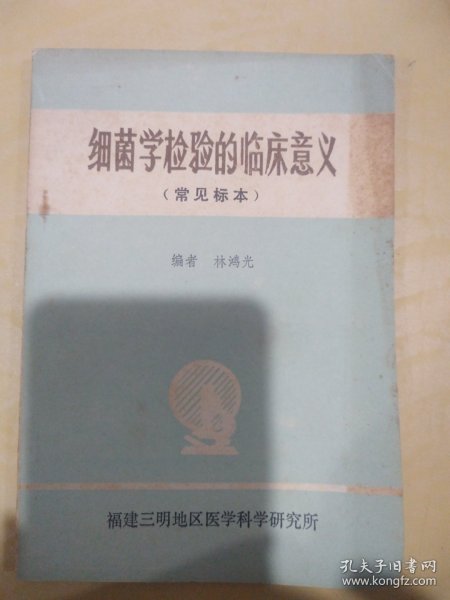 细菌学检验的临床意义
（常见标本）
编者 林鸿光
福建三明地区医学科学研究所
孔夫子旧书网
www.kongfz.com